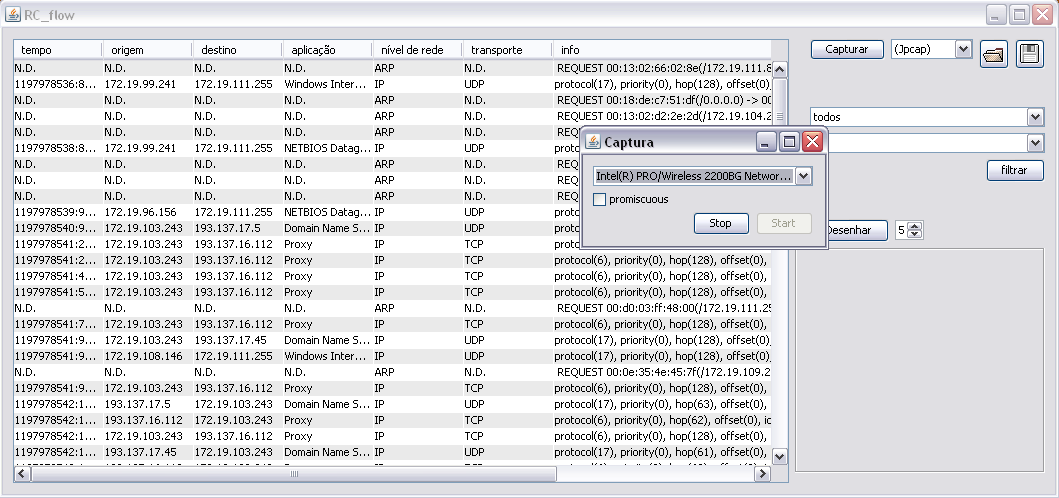 RC_flow
tempo origem destino aplicação nível de rede transporte info
N.D. N.D. N.D. N.D. ARP N.D. REQUEST 00:13:02:66:02:8e(/172.19.111.8
1197978536:8... 172.19.99.241 172.19.111.255 Windows Inter... IP UDP protocol(17), priority(0), hop(128), offset(0),
N.D. N.D. N.D. N.D. ARP N.D. REQUEST 00:18:de:c7:51:df(/0.0.0.0) -> 00
N.D. N.D. N.D. N.D. ARP N.D. REQUEST 00:13:02:d2:2e:2d(/172.19.104.2
N.D. N.D. N.D. N.D. ARP N.D.
1197978538:8... 172.19.99.241 172.19.111.255 NETBIOS Datag... IP UDP
N.D. N.D. N.D. N.D. ARP N.D.
N.D. N.D. N.D. N.D. ARP N.D.
N.D. N.D. N.D. N.D. ARP N.D.
1197978539:9... 172.19.96.156 172.19.111.255 NETBIOS Datag... IP UDP
1197978540:9... 172.19.103.243 193.137.17.5 Domain Name S... IP UDP
1197978541:2... 172.19.103.243 193.137.16.112 Proxy IP TCP
1197978541:2... 172.19.103.243 193.137.16.112 Proxy IP TCP protocol(6), priority(0), hop(128), offset(0),
1197978541:4... 172.19.103.243 193.137.16.112 Proxy IP TCP protocol(6), priority(0), hop(128), offset(0),
1197978541:5... 172.19.103.243 193.137.16.112 Proxy IP TCP protocol(6), priority(0), hop(128), offset(0),
N.D. N.D. N.D. N.D. ARP N.D. REQUEST 00:d0:03:ff:48:00(/172.19.111.25
1197978541:7... 172.19.103.243 193.137.16.112 Proxy IP TCP protocol(6), priority(0), hop(128), offset(0),
1197978541:9... 172.19.103.243 193.137.17.45 Domain Name S... IP UDP protocol(17), priority(0), hop(128), offset(0),
1197978541:9... 172.19.108.146 172.19.111.255 Windows Inter... IP UDP protocol(17), priority(0), hop(128), offset(0),
N.D. N.D. N.D. N.D. ARP N.D. REQUEST 00:0e:35:4e:45:7f(/172.19.109.2
1197978541:9... 172.19.103.243 193.137.16.112 Proxy IP TCP protocol(6), priority(0), hop(128), offset(0),
1197978542:1... 193.137.17.5 172.19.103.243 Domain Name S... IP UDP protocol(17), priority(0), hop(63), offset(0),
1197978542:1... 193.137.16.112 172.19.103.243 Proxy IP TCP protocol(6), priority(0), hop(62), offset(0), id
1197978542:1... 172.19.103.243 193.137.16.112 Proxy IP TCP protocol(6), priority(0), hop(128), offset(0),
1197978542:1... 193.137.17.45 172.19.103.243 Domain Name S... IP UDP protocol(17), priority(0), hop(61), offset(0),
Capturar (Jpcap)
todos
filtrar
Desenhar 5
Captura
Intel(R) PRO/Wireless 2200BG Networ...
promiscuous
Stop Start